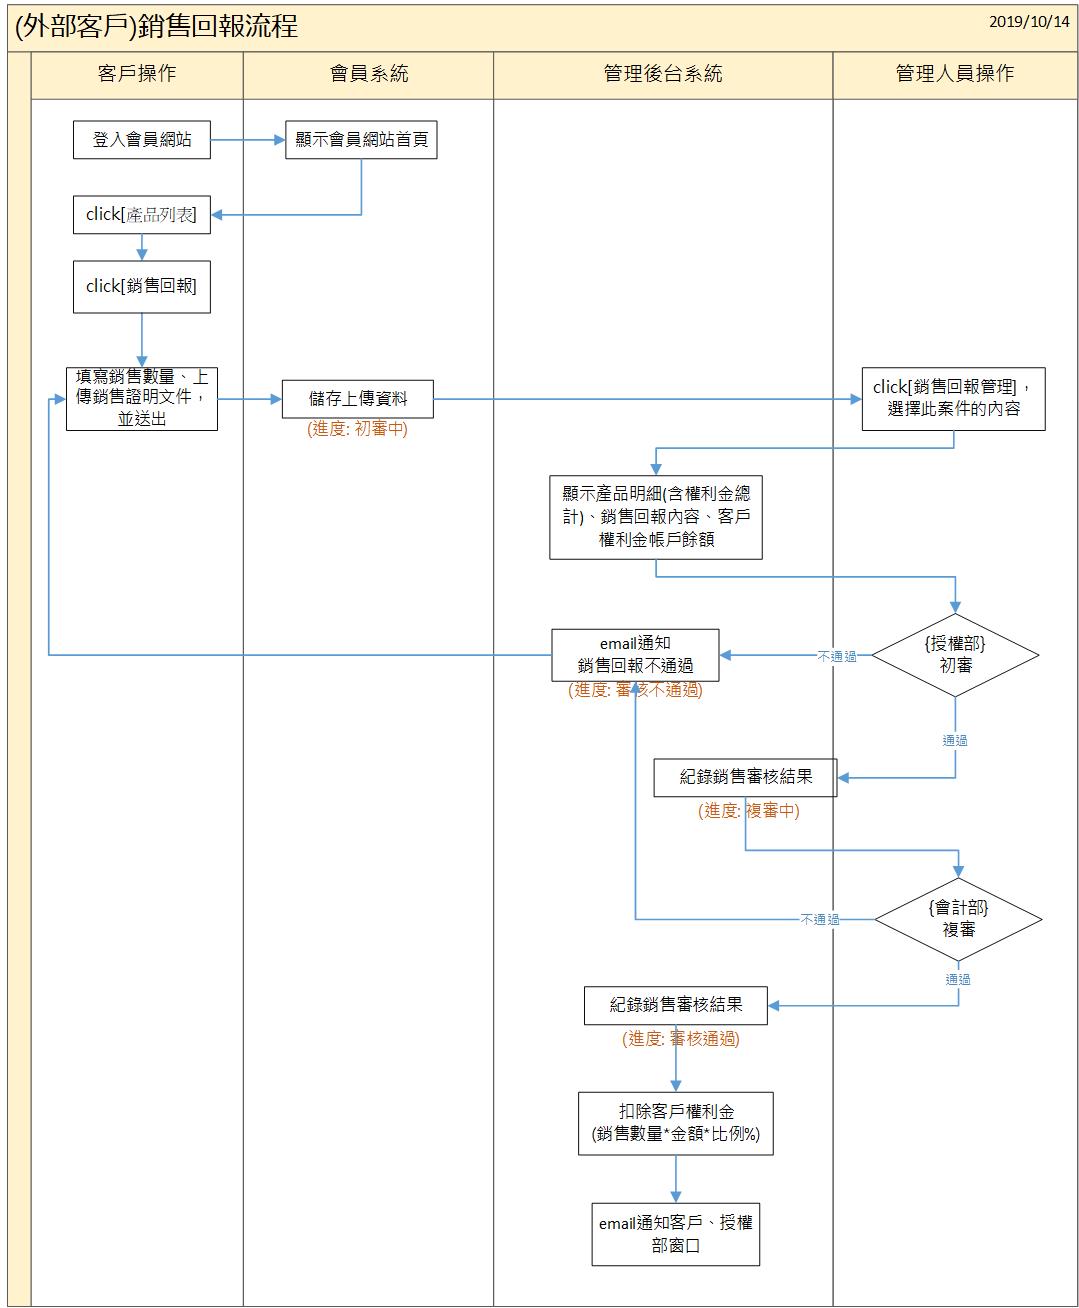 (外部客戶)銷售回報流程
2019/10/14
客戶操作
會員系統
管理後台系統
管理人員操作
登入會員網站
顯示會員網站首頁
click[產品列表]
click[銷售回報]
填寫銷售數量、上
傳銷售證明文件，
並送出
儲存上傳資料
(進度: 初審中)
click[銷售回報管理]，
選擇此案件的內容
顯示產品明細(含權利金總
計)、銷售回報內容、客戶
權利金帳戶餘額
{授權部}
初審
不通過
email通知
銷售回報不通過
(進度: 審核不通過)
通過
紀錄銷售審核結果
(進度: 複審中)
{會計部}
複審
不通過
通過
紀錄銷售審核結果
(進度: 審核通過)
扣除客戶權利金
(銷售數量*金額*比例%)
email通知客戶、授權
部窗口